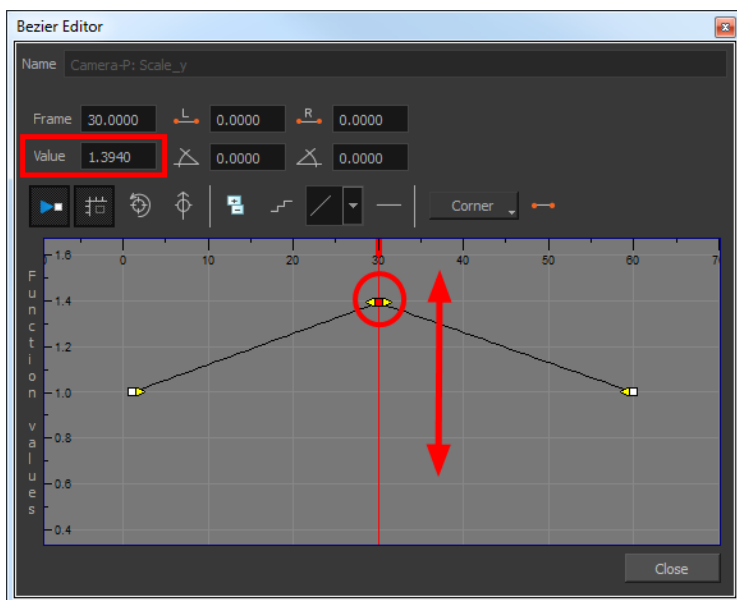 Bezier Editor
Name Camera-P: Scale_y
Frame 30.0000 L 0.0000 R 0.0000
Value 1.3940 0.0000 0.0000
Corner
Function values
1.6
0 10 20 30 40 50 60 7
1.4
1.2
1.0
0.8
0.6
0.4
Close